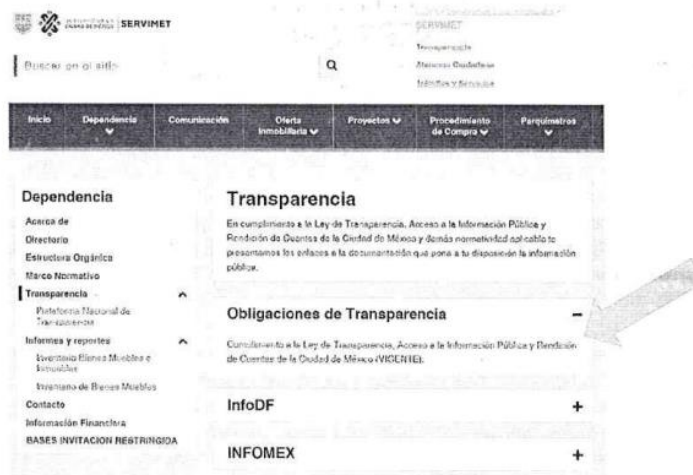 CIUDAD DE MÉXICO
SERVIMET
SERVIMET
Transparencia
Buscar en el sitio
Atención Ciudadana
Trámites y Servicios
Inicio
Dependencia
Comunicación
Oferta
Inmobiliaria
Proyectos
Procedimiento
de Compra
Parquímetros
Dependencia
Acerca de
Directorio
Estructura Orgánica
Marco Normativo
Transparencia
Plataforma Nacional de
Transparencia
Informes y reportes
Inventario Bienes Muebles e
Inmuebles
Inventario de Bienes Muebles
Contacto
Información Financiera
BASES INVITACION RESTRINGIDA
Transparencia
En cumplimiento a la Ley de Transparencia, Acceso a la Información Pública y
Rendición de Cuentas de la Ciudad de México y demás normatividad aplicable te
presentamos los enlaces a la documentación que pone a tu disposición la información
pública.
Obligaciones de Transparencia −
Cumplimiento a la Ley de Transparencia, Acceso a la Información Pública y Rendición
de Cuentas de la Ciudad de México (VIGENTE).
InfoDF +
INFOMEX +